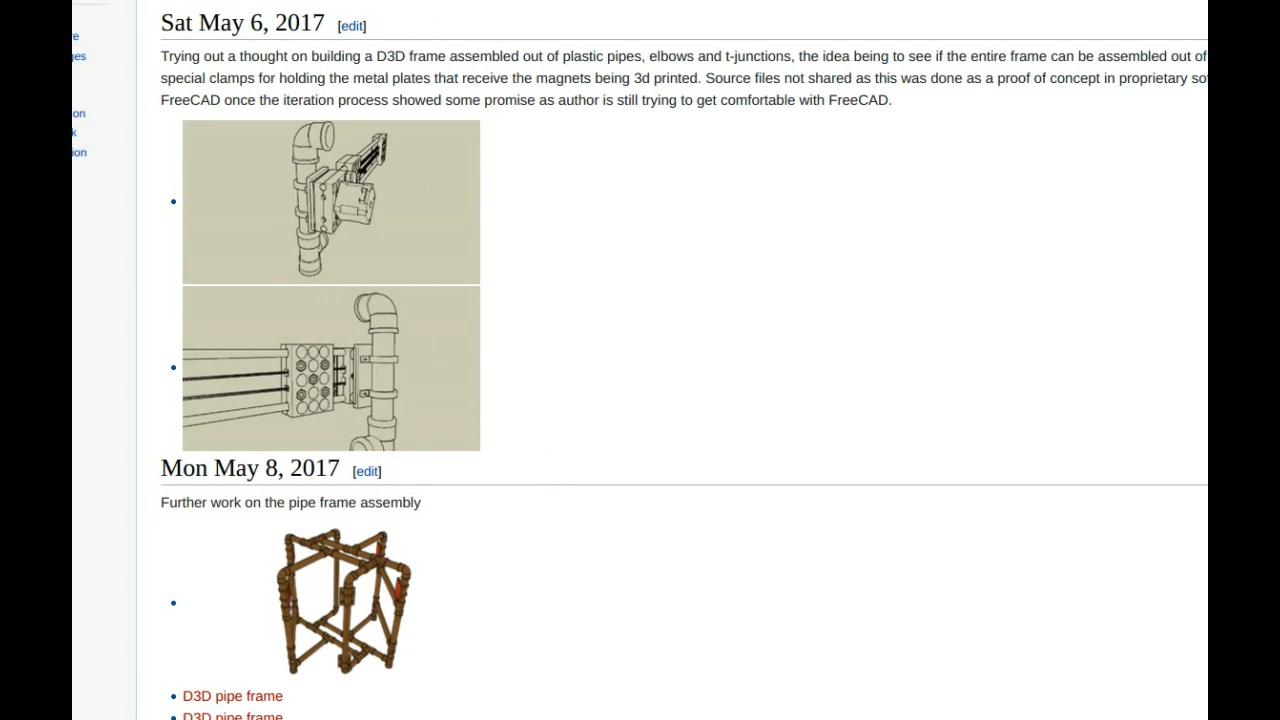 Sat May 6, 2017 [edit]
Trying out a thought on building a D3D frame assembled out of plastic pipes, elbows and t-junctions, the idea being to see if the entire frame can be assembled out of
special clamps for holding the metal plates that receive the magnets being 3d printed. Source files not shared as this was done as a proof of concept in proprietary
FreeCAD once the iteration process showed some promise as author is still trying to get comfortable with FreeCAD.
Mon May 8, 2017 [edit]
Further work on the pipe frame assembly
D3D pipe frame
D3D pipe frame